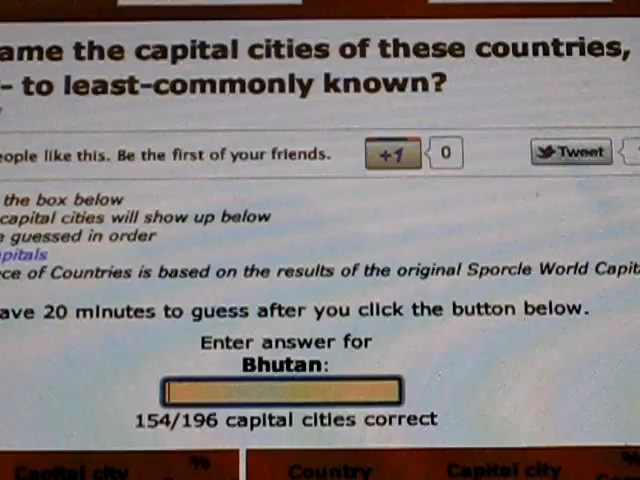 ame the capital cities of these countries,
- to least-commonly known?
eople like this. Be the first of your friends.
+1
0
Tweet
the box below
capital cities will show up below
e guessed in order
pitals
ce of Countries is based on the results of the original Sporcle World Capit
ave 20 minutes to guess after you click the button below.
Enter answer for
Bhutan:
154/196 capital cities correct
Capital city
%
Country
Capital city
%